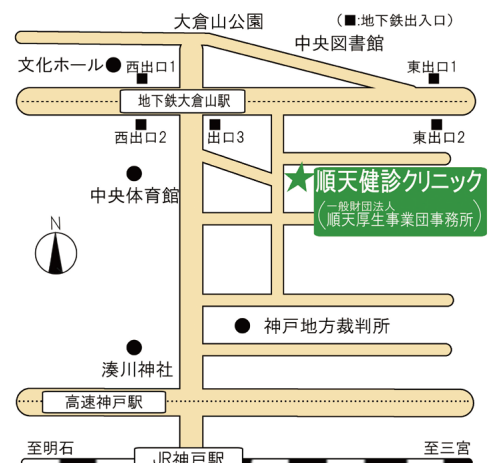 大倉山公園
（■:地下鉄出入口）
中央図書館
文化ホール
西出口1
東出口1
地下鉄大倉山駅
西出口2
出口3
東出口2
順天健診クリニック
中央体育館
（一般財団法人
順天厚生事業団事務所）
N
神戸地方裁判所
湊川神社
高速神戸駅
至明石
JR神戸駅
至三宮